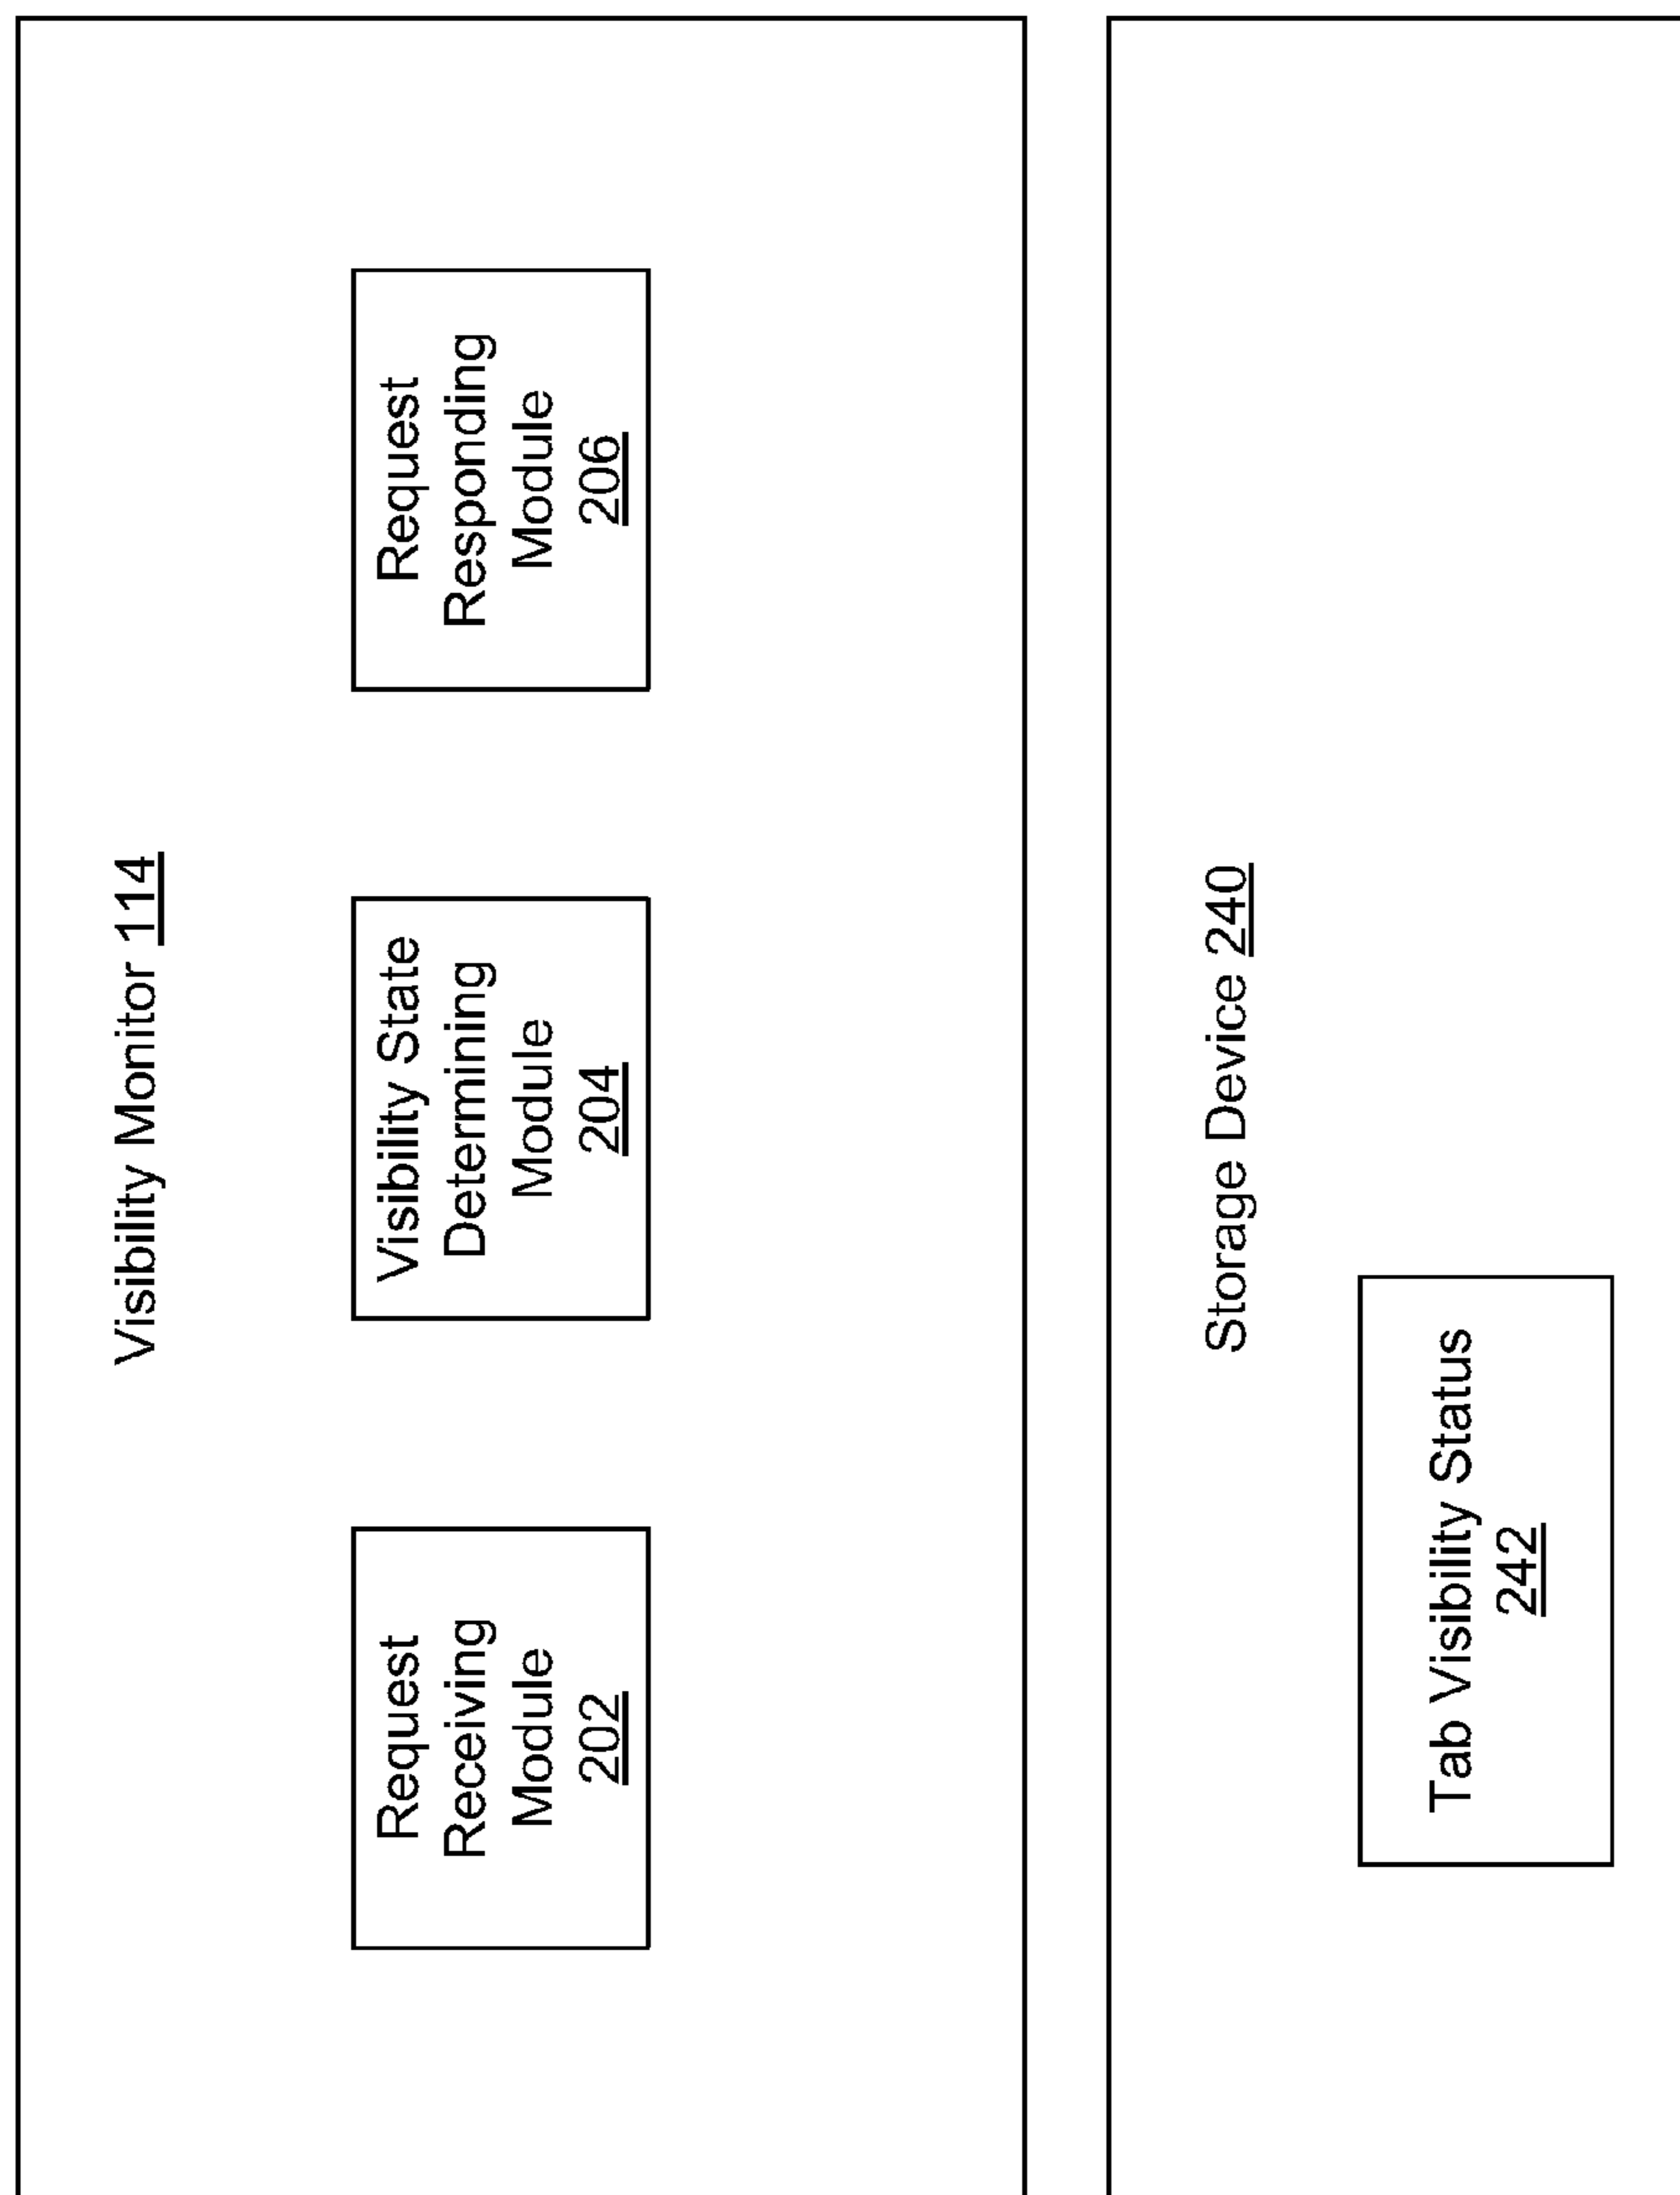 Visibility Monitor 114
Request
Receiving
Module
202
Visibility State
Determining
Module
204
Request
Responding
Module
206
Storage Device 240
Tab Visibility Status
242